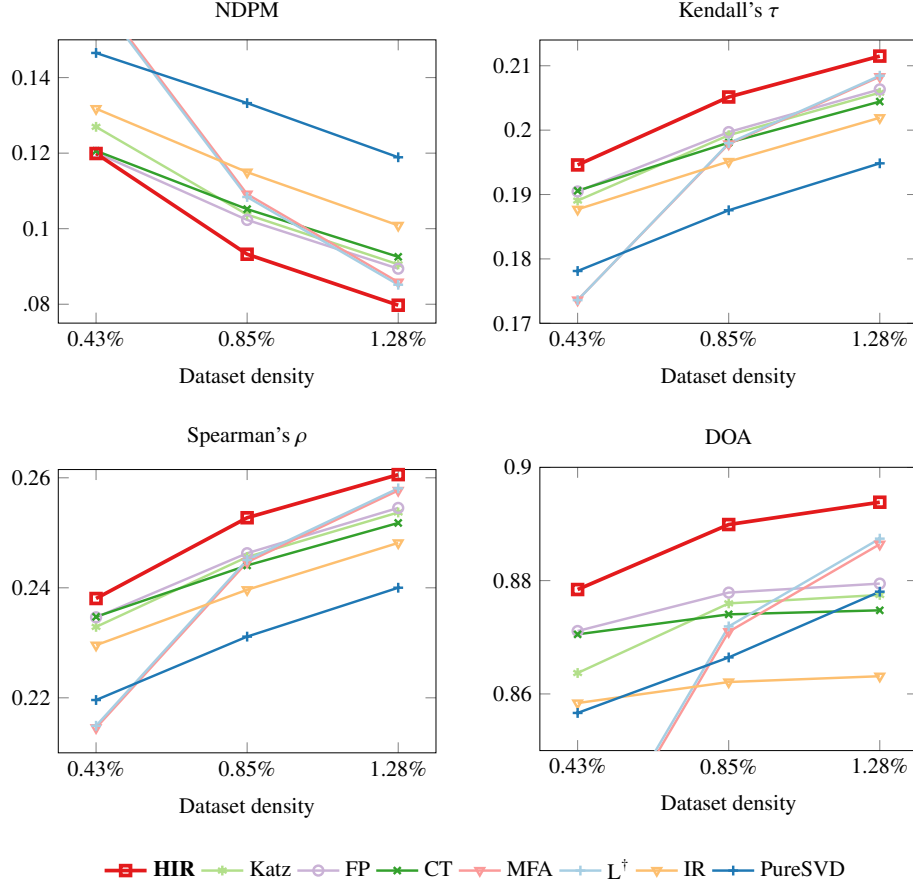 NDPM
0.14
0.12
0.1
.08
0.43% 0.85% 1.28%
Dataset density
Kendall's τ
0.21
0.2
0.19
0.18
0.17
0.43% 0.85% 1.28%
Dataset density
Spearman's ρ
0.26
0.24
0.22
0.43% 0.85% 1.28%
Dataset density
DOA
0.9
0.88
0.86
0.43% 0.85% 1.28%
Dataset density
HIR Katz FP CT MFA L† IR PureSVD